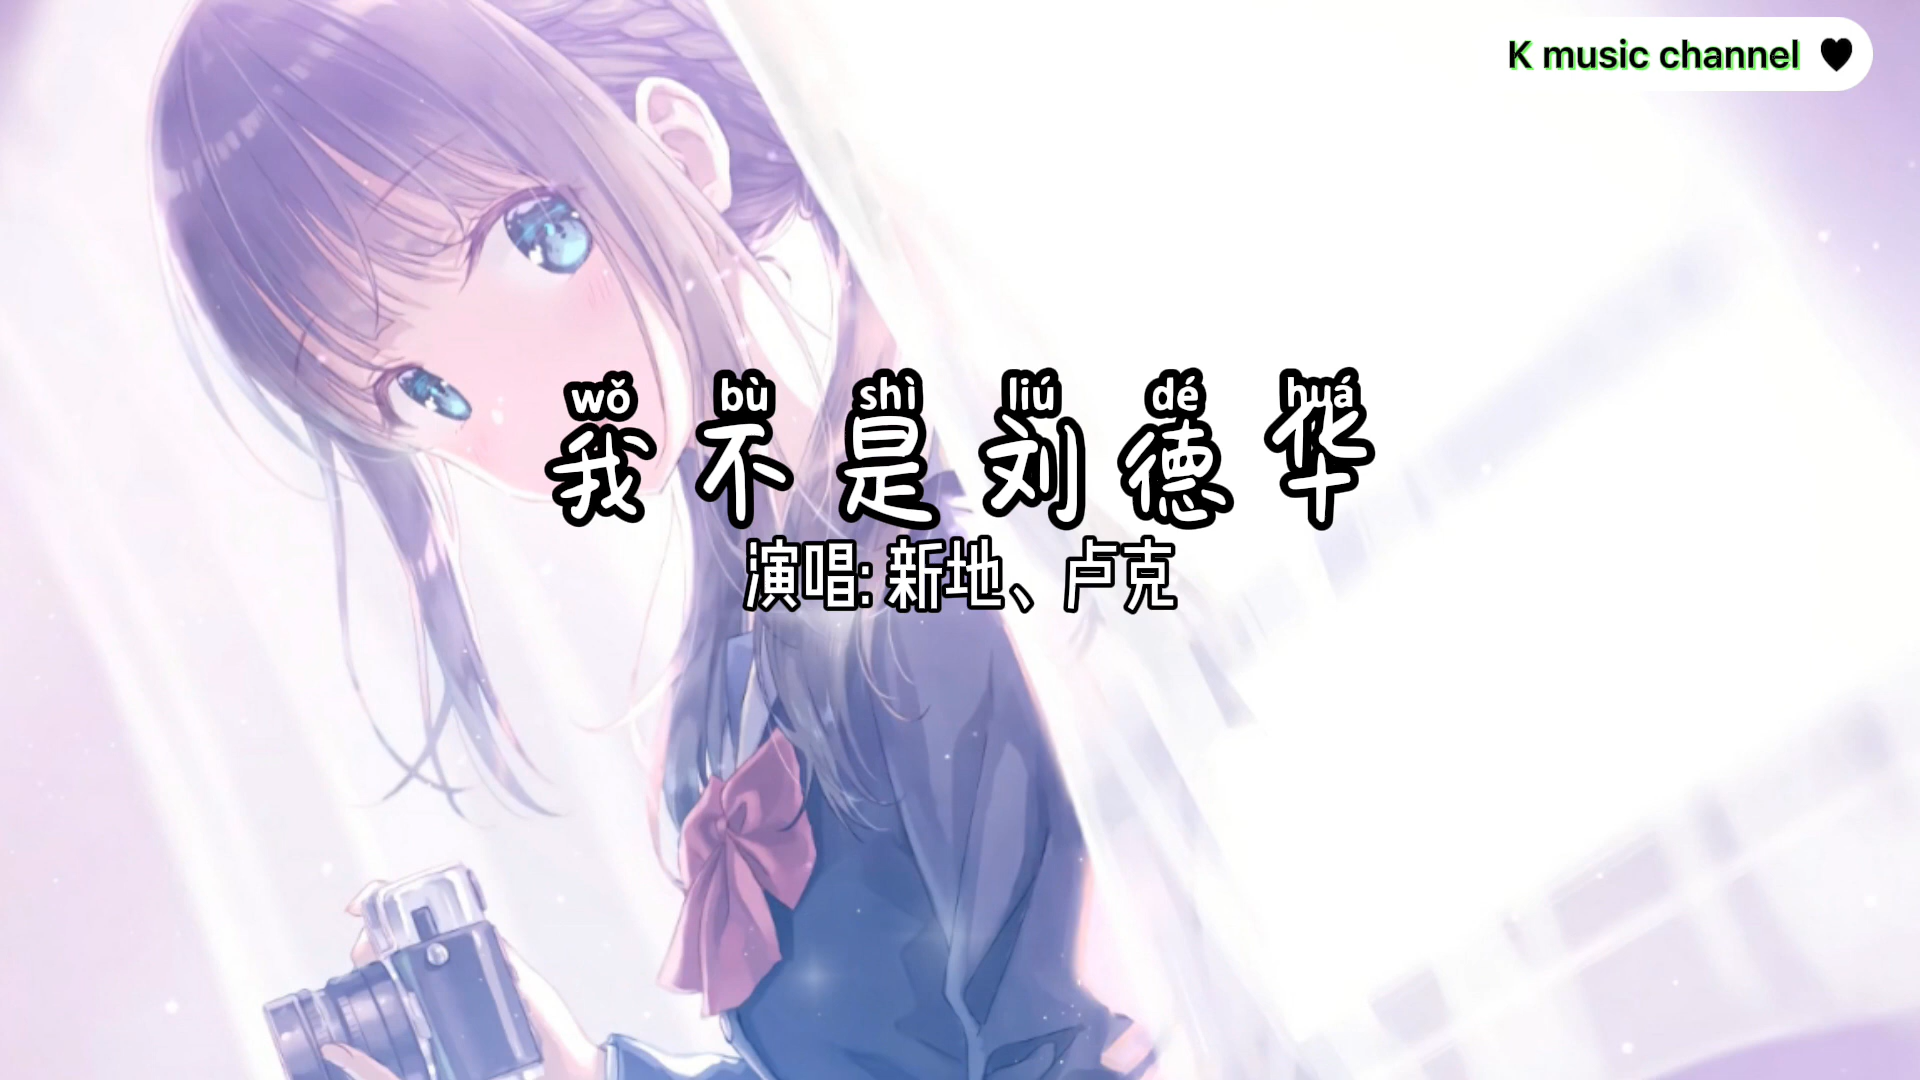 K music channel 🖤
wǒ bù shì liú dé huá
我不是刘德华
演唱: 新地、卢克